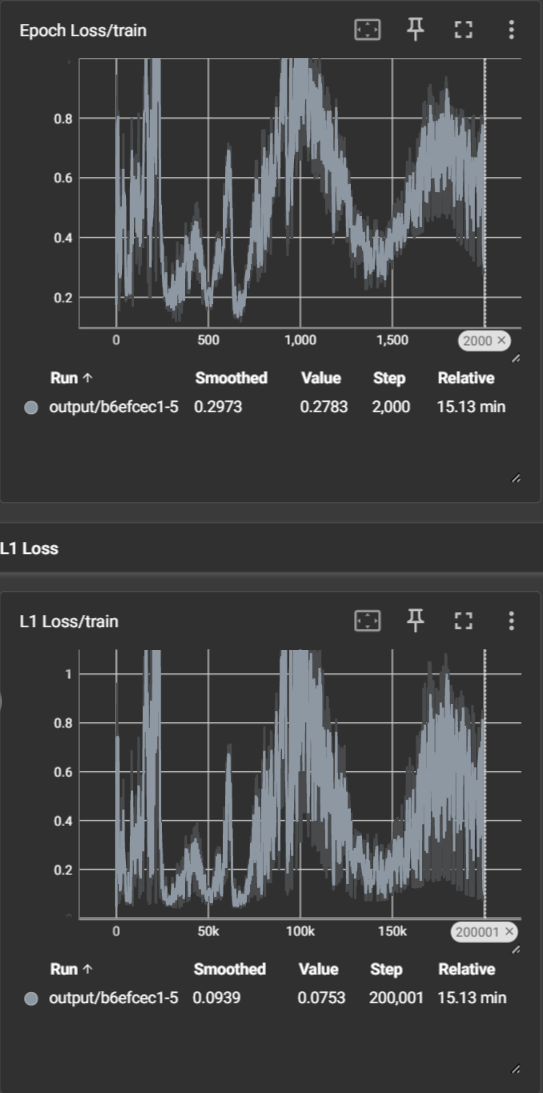 Epoch Loss/train
0.8
0.6
0.4
0.2
0 500 1,000 1,500 2000 ×
Run ↑ Smoothed Value Step Relative
output/b6efcec1-5 0.2973 0.2783 2,000 15.13 min
L1 Loss
L1 Loss/train
1
0.8
0.6
0.4
0.2
0 50k 100k 150k 200001 ×
Run ↑ Smoothed Value Step Relative
output/b6efcec1-5 0.0939 0.0753 200,001 15.13 min